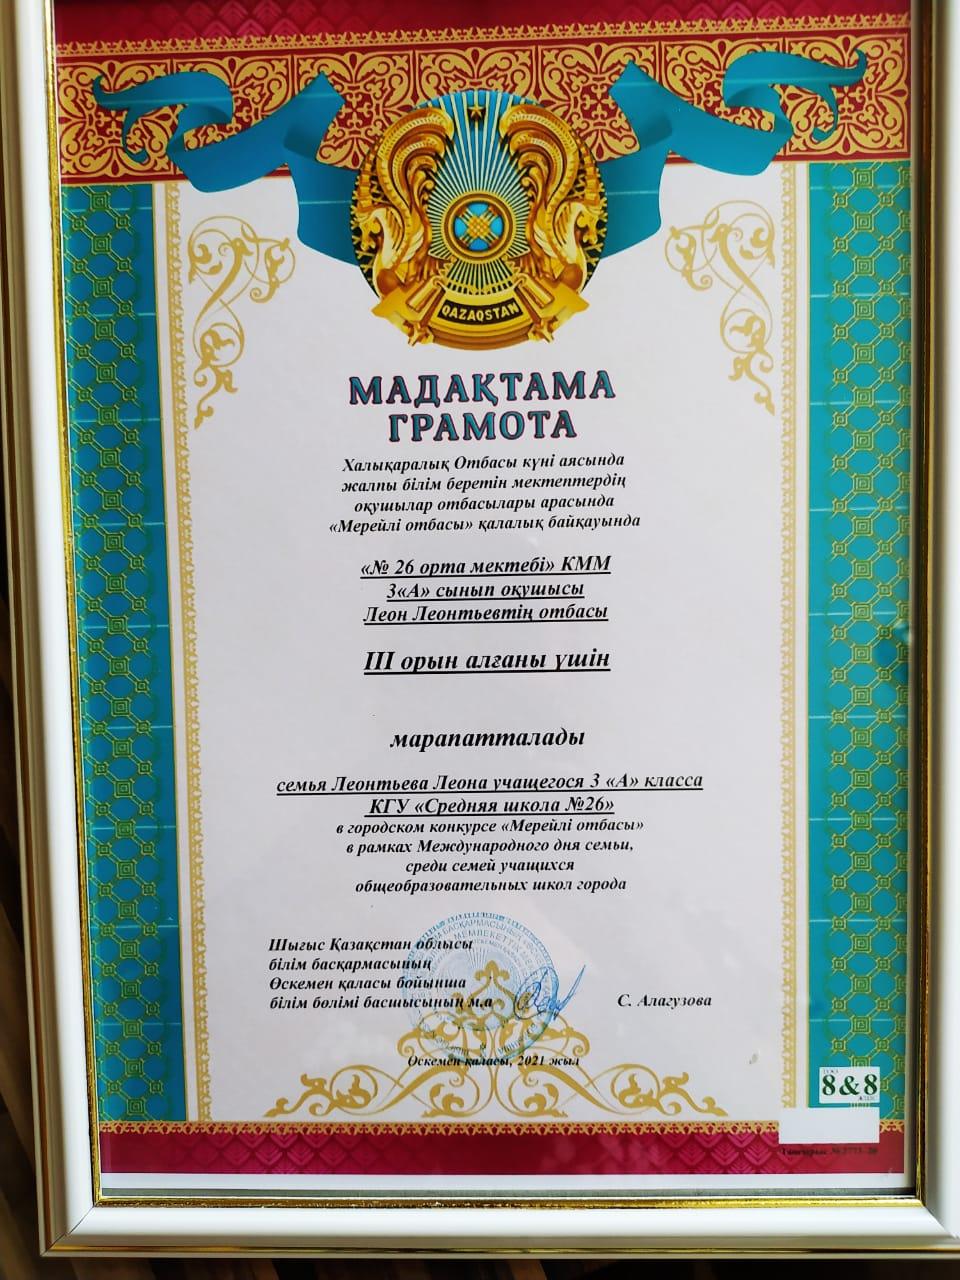 QAZAQSTAN
МАДАҚТАМА
ГРАМОТА
Халықаралық Отбасы күні аясында
жалпы білім беретін мектептердің
оқушылар отбасылары арасында
«Мерейлі отбасы» қалалық байқауында
«№ 26 орта мектебі» КММ
3«А» сынып оқушысы
Леон Леонтьевтің отбасы
III орын алғаны үшін
марапатталады
семья Леонтьева Леона учащегося 3 «А» класса
КГУ «Средняя школа №26»
в городском конкурсе «Мерейлі отбасы»
в рамках Международного дня семьи,
среди семей учащихся
общеобразовательных школ города
Шығыс Қазақстан облысы
білім басқармасының
Өскемен қаласы бойынша
білім бөлімі басшысының м.а
С. Алагузова
Өскемен қаласы, 2021 жыл
8&8